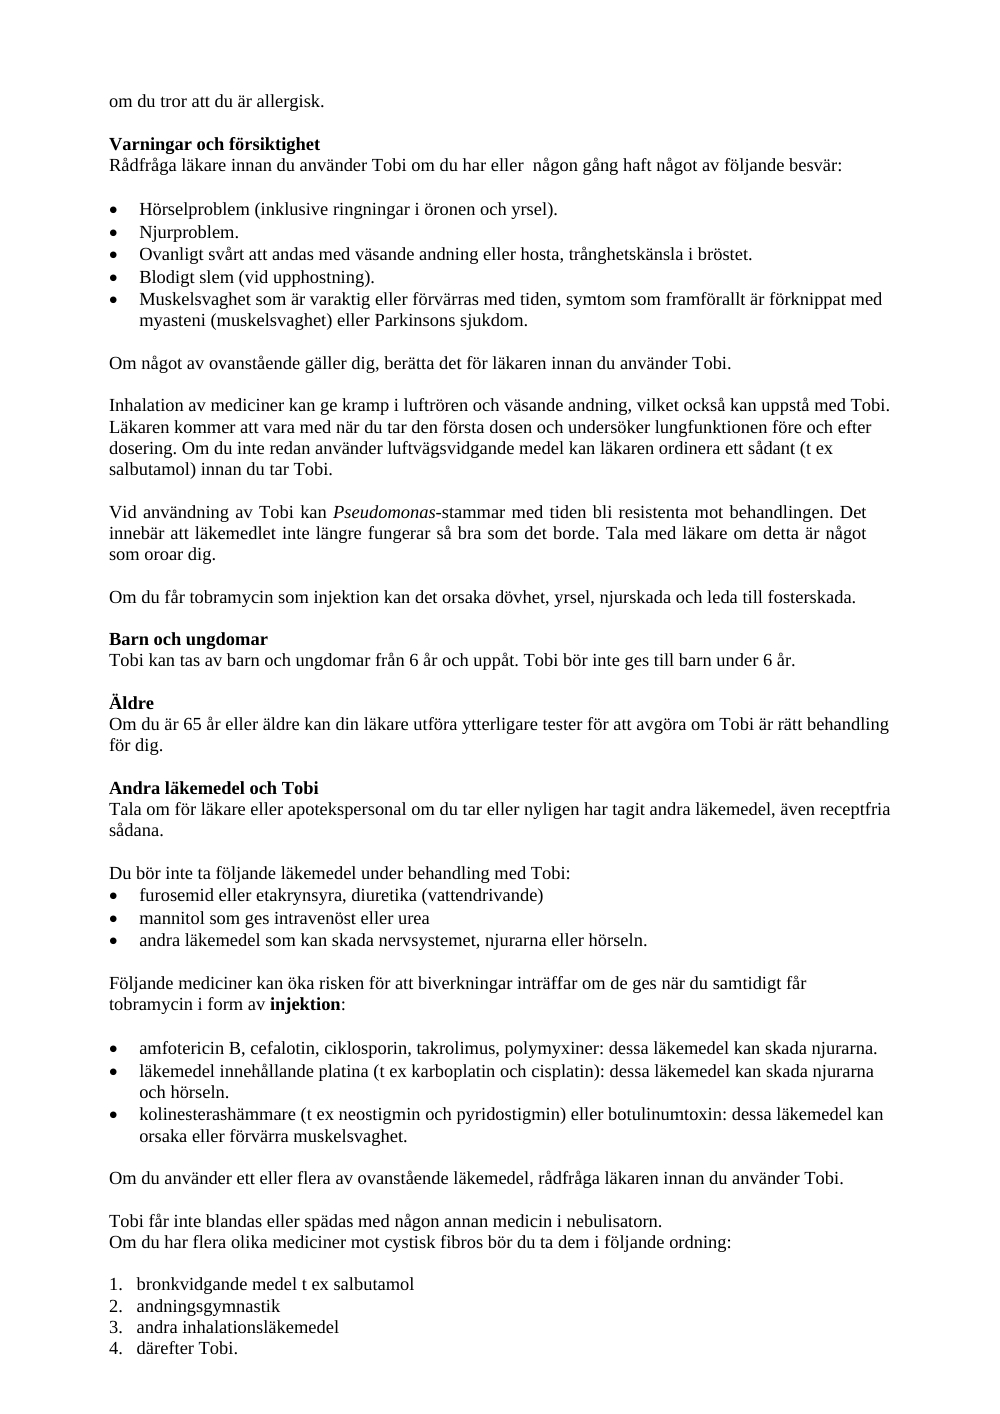 om du tror att du är allergisk.
Varningar och försiktighet
Rådfråga läkare innan du använder Tobi om du har eller  någon gång haft något av följande besvär:
• Hörselproblem (inklusive ringningar i öronen och yrsel).
• Njurproblem.
• Ovanligt svårt att andas med väsande andning eller hosta, trånghetskänsla i bröstet.
• Blodigt slem (vid upphostning).
• Muskelsvaghet som är varaktig eller förvärras med tiden, symtom som framförallt är förknippat med
myasteni (muskelsvaghet) eller Parkinsons sjukdom.
Om något av ovanstående gäller dig, berätta det för läkaren innan du använder Tobi.
Inhalation av mediciner kan ge kramp i luftrören och väsande andning, vilket också kan uppstå med Tobi.
Läkaren kommer att vara med när du tar den första dosen och undersöker lungfunktionen före och efter
dosering. Om du inte redan använder luftvägsvidgande medel kan läkaren ordinera ett sådant (t ex
salbutamol) innan du tar Tobi.
Vid användning av Tobi kan Pseudomonas-stammar med tiden bli resistenta mot behandlingen. Det
innebär att läkemedlet inte längre fungerar så bra som det borde. Tala med läkare om detta är något
som oroar dig.
Om du får tobramycin som injektion kan det orsaka dövhet, yrsel, njurskada och leda till fosterskada.
Barn och ungdomar
Tobi kan tas av barn och ungdomar från 6 år och uppåt. Tobi bör inte ges till barn under 6 år.
Äldre
Om du är 65 år eller äldre kan din läkare utföra ytterligare tester för att avgöra om Tobi är rätt behandling
för dig.
Andra läkemedel och Tobi
Tala om för läkare eller apotekspersonal om du tar eller nyligen har tagit andra läkemedel, även receptfria
sådana.
Du bör inte ta följande läkemedel under behandling med Tobi:
• furosemid eller etakrynsyra, diuretika (vattendrivande)
• mannitol som ges intravenöst eller urea
• andra läkemedel som kan skada nervsystemet, njurarna eller hörseln.
Följande mediciner kan öka risken för att biverkningar inträffar om de ges när du samtidigt får
tobramycin i form av injektion:
• amfotericin B, cefalotin, ciklosporin, takrolimus, polymyxiner: dessa läkemedel kan skada njurarna.
• läkemedel innehållande platina (t ex karboplatin och cisplatin): dessa läkemedel kan skada njurarna
och hörseln.
• kolinesterashämmare (t ex neostigmin och pyridostigmin) eller botulinumtoxin: dessa läkemedel kan
orsaka eller förvärra muskelsvaghet.
Om du använder ett eller flera av ovanstående läkemedel, rådfråga läkaren innan du använder Tobi.
Tobi får inte blandas eller spädas med någon annan medicin i nebulisatorn.
Om du har flera olika mediciner mot cystisk fibros bör du ta dem i följande ordning:
1. bronkvidgande medel t ex salbutamol
2. andningsgymnastik
3. andra inhalationsläkemedel
4. därefter Tobi.